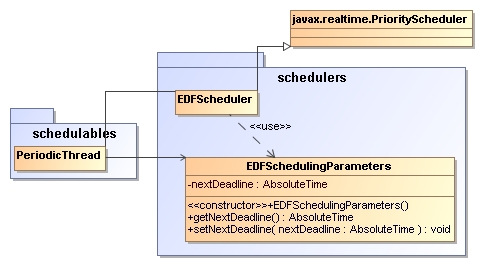 javax.realtime.PriorityScheduler
schedulers
EDFScheduler
<<use>>
schedulables
PeriodicThread
EDFSchedulingParameters
-nextDeadline : AbsoluteTime
<<constructor>>+EDFSchedulingParameters()
+getNextDeadline() : AbsoluteTime
+setNextDeadline( nextDeadline : AbsoluteTime ) : void